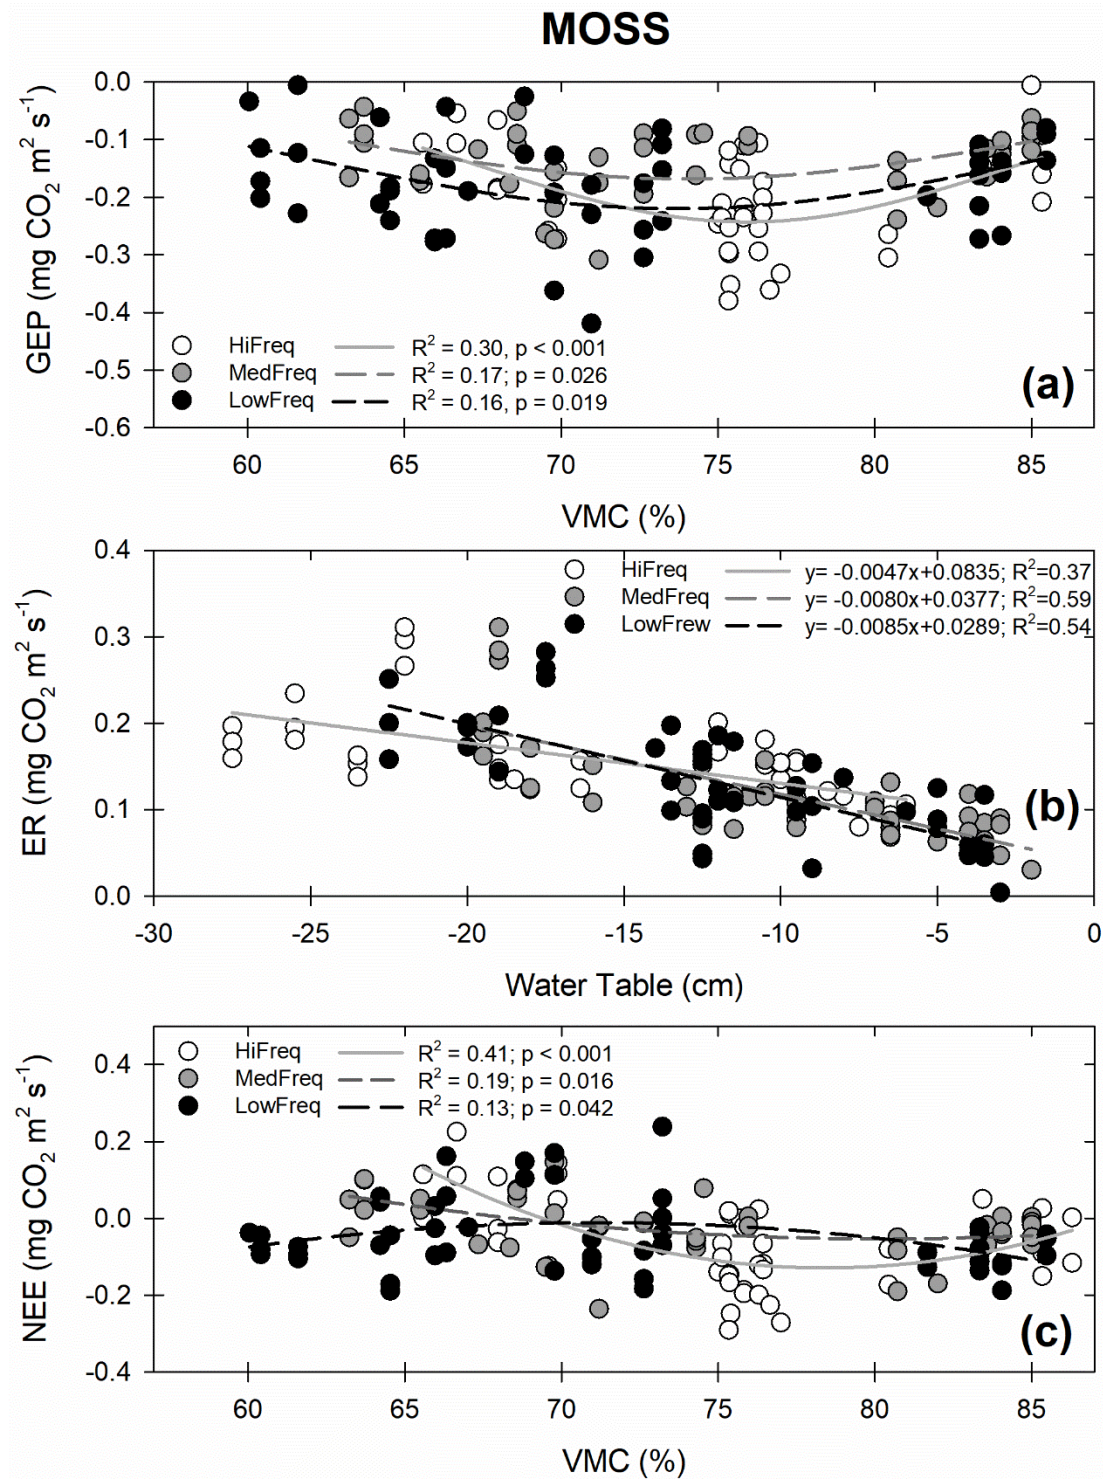 MOSS
0.0
-0.1
-0.2
-0.3
-0.4
-0.5
-0.6
GEP (mg CO2 m2 s-1)
HiFreq R2 = 0.30, p < 0.001
MedFreq R2 = 0.17; p = 0.026
LowFreq R2 = 0.16, p = 0.019
(a)
60 65 70 75 80 85
VMC (%)
0.4
0.3
0.2
0.1
0.0
ER (mg CO2 m2 s-1)
HiFreq y= -0.0047x+0.0835; R2=0.37
MedFreq y= -0.0080x+0.0377; R2=0.59
LowFrew y= -0.0085x+0.0289; R2=0.54
(b)
-30 -25 -20 -15 -10 -5 0
Water Table (cm)
0.4
0.2
0.0
-0.2
-0.4
NEE (mg CO2 m2 s-1)
HiFreq R2 = 0.41; p < 0.001
MedFreq R2 = 0.19; p = 0.016
LowFreq R2 = 0.13; p = 0.042
(c)
60 65 70 75 80 85
VMC (%)